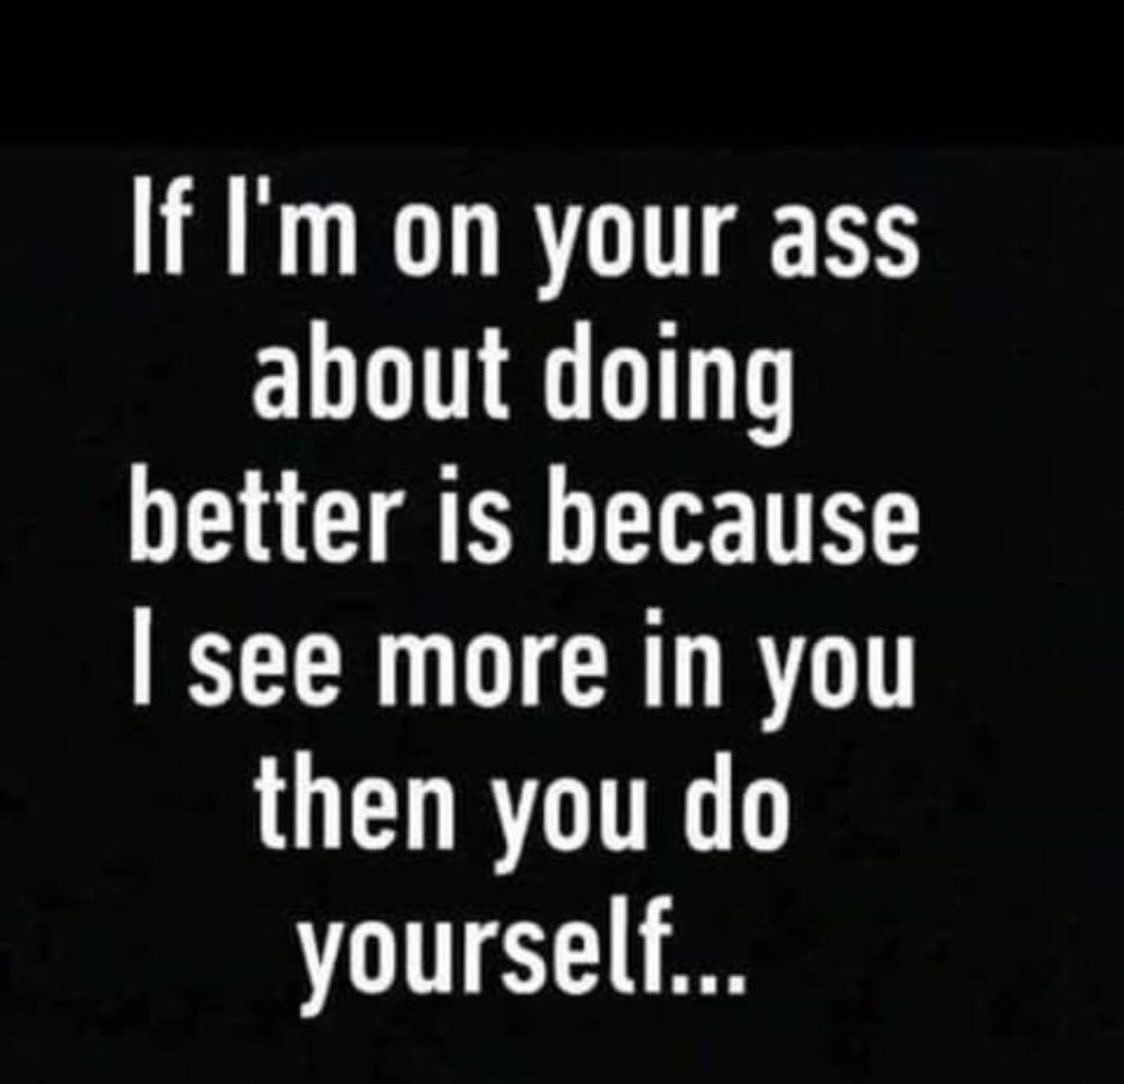 If I'm on your ass
about doing
better is because
I see more in you
then you do
yourself...